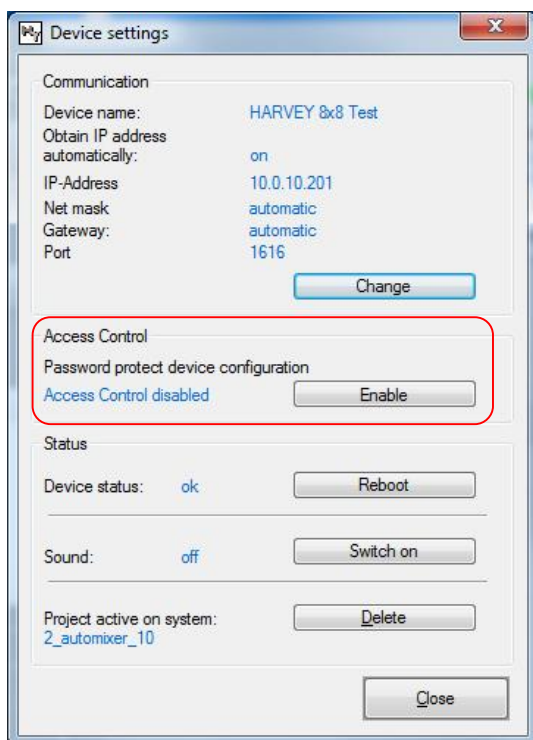 Device settings
Communication
Device name: HARVEY 8x8 Test
Obtain IP address
automatically: on
IP-Address 10.0.10.201
Net mask automatic
Gateway: automatic
Port 1616
Change
Access Control
Password protect device configuration
Access Control disabled Enable
Status
Device status: ok Reboot
Sound: off Switch on
Project active on system: Delete
2_automixer_10
Close